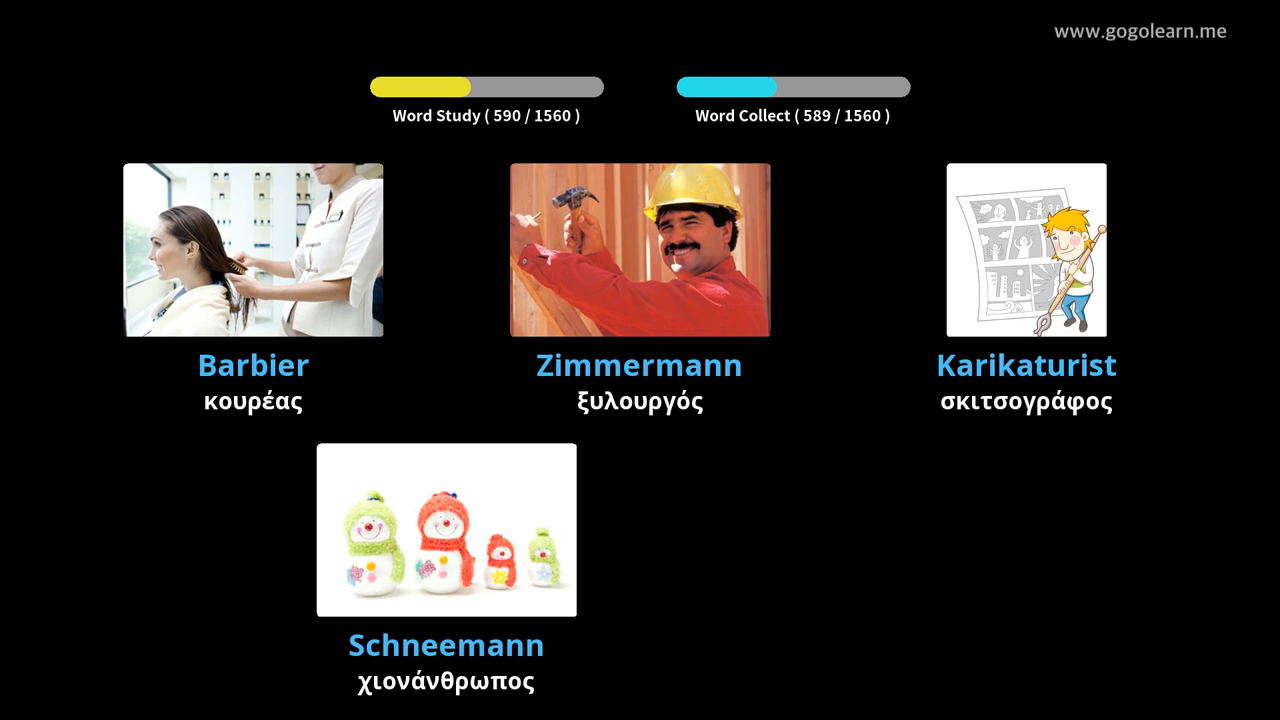 www.gogolearn.me
Word Study ( 590 / 1560 )
Word Collect ( 589 / 1560 )
Barbier
κουρέας
Zimmermann
ξυλουργός
Karikaturist
σκιτσογράφος
Schneemann
χιονάνθρωπος